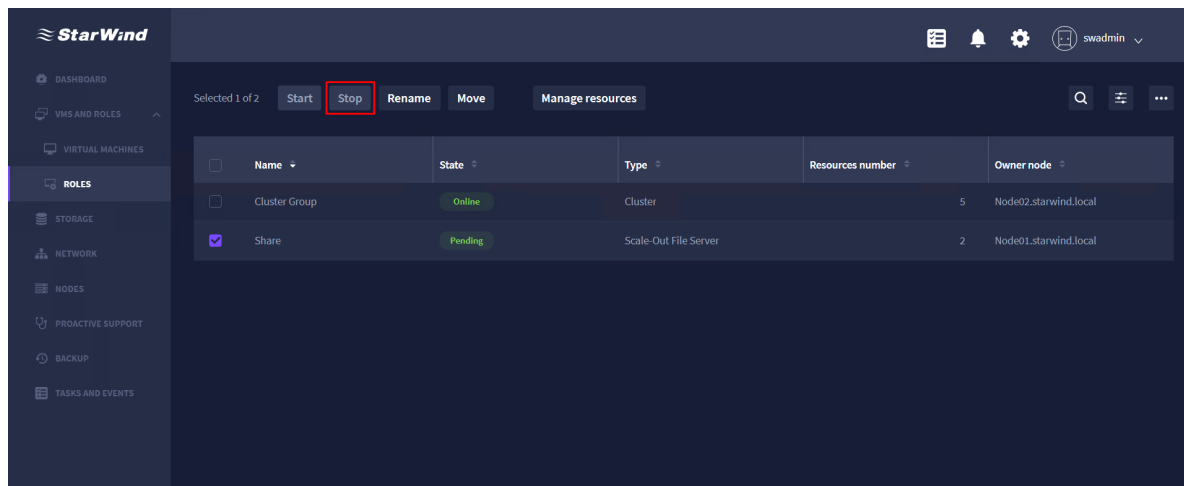 StarWind
swadmin
DASHBOARD
VMS AND ROLES
VIRTUAL MACHINES
ROLES
STORAGE
NETWORK
NODES
PROACTIVE SUPPORT
BACKUP
TASKS AND EVENTS
Selected 1 of 2 Start Stop Rename Move Manage resources
Name State Type Resources number Owner node
Cluster Group Online Cluster 5 Node02.starwind.local
Share Pending Scale-Out File Server 2 Node01.starwind.local